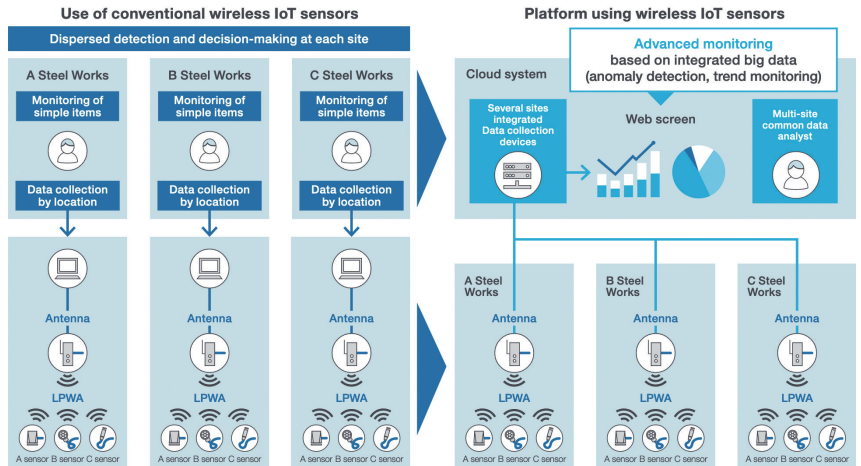 Use of conventional wireless IoT sensors
Dispersed detection and decision-making at each site
A Steel Works
Monitoring of
simple items
Data collection
by location
Antenna
LPWA
A sensor
B sensor
C sensor
B Steel Works
Monitoring of
simple items
Data collection
by location
Antenna
LPWA
A sensor
B sensor
C sensor
C Steel Works
Monitoring of
simple items
Data collection
by location
Antenna
LPWA
A sensor
B sensor
C sensor
Platform using wireless IoT sensors
Advanced monitoring
based on integrated big data
(anomaly detection, trend monitoring)
Cloud system
Several sites
integrated
Data collection
devices
Web screen
Multi-site
common data
analyst
A Steel
Works
Antenna
LPWA
A sensor
B sensor
C sensor
B Steel
Works
Antenna
LPWA
A sensor
B sensor
C sensor
C Steel
Works
Antenna
LPWA
A sensor
B sensor
C sensor